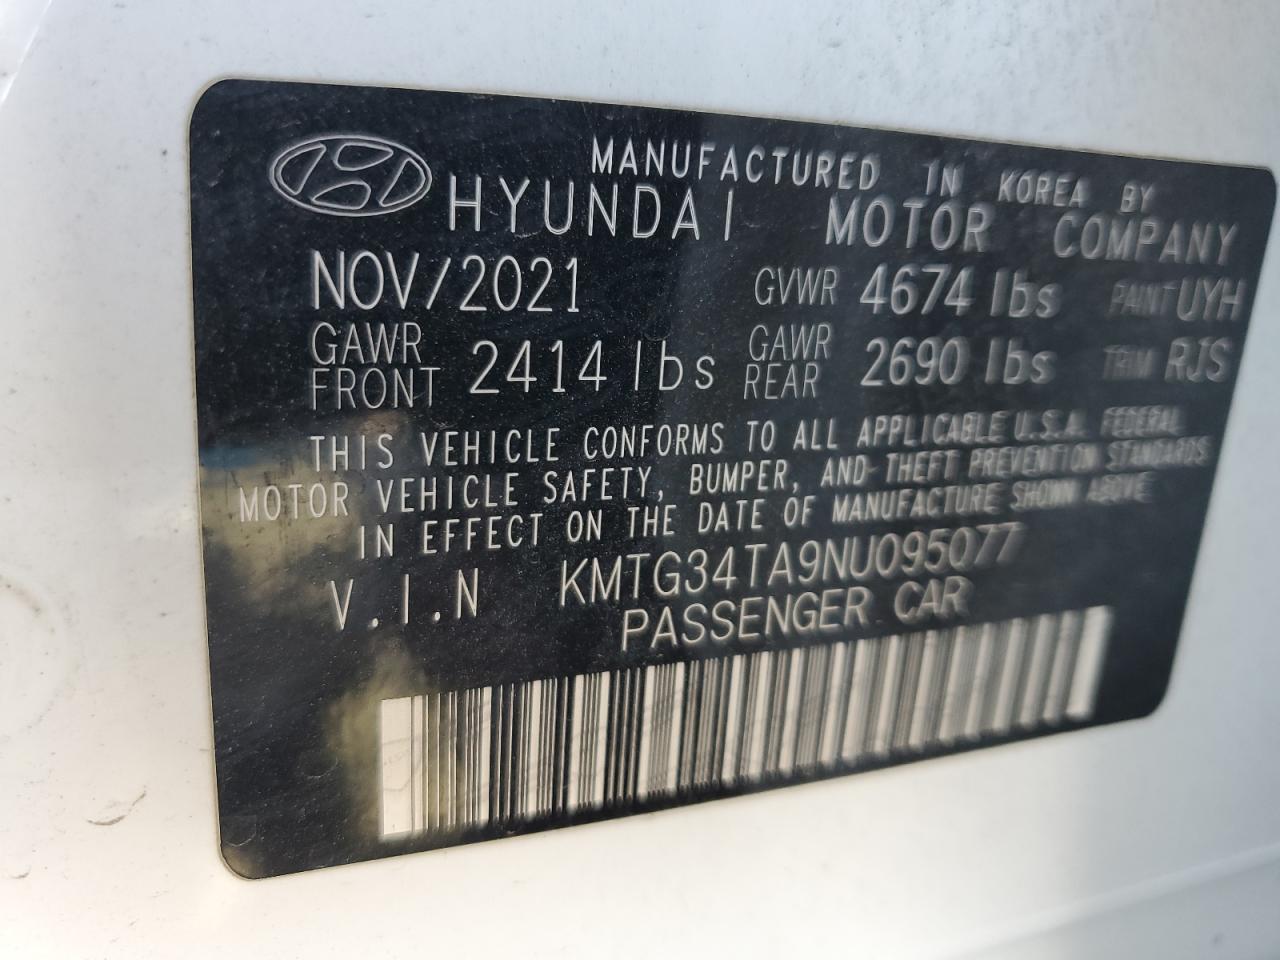 MANUFACTURED IN KOREA BY
HYUNDAI MOTOR COMPANY
NOV/2021 GVWR 4674 lbs PAINT UYH
GAWR FRONT 2414 lbs GAWR REAR 2690 lbs TRIM RJS
THIS VEHICLE CONFORMS TO ALL APPLICABLE U.S.A. FEDERAL
MOTOR VEHICLE SAFETY, BUMPER, AND THEFT PREVENTION STANDARDS
IN EFFECT ON THE DATE OF MANUFACTURE SHOWN ABOVE
V.I.N KMTG34TA9NU095077
PASSENGER CAR